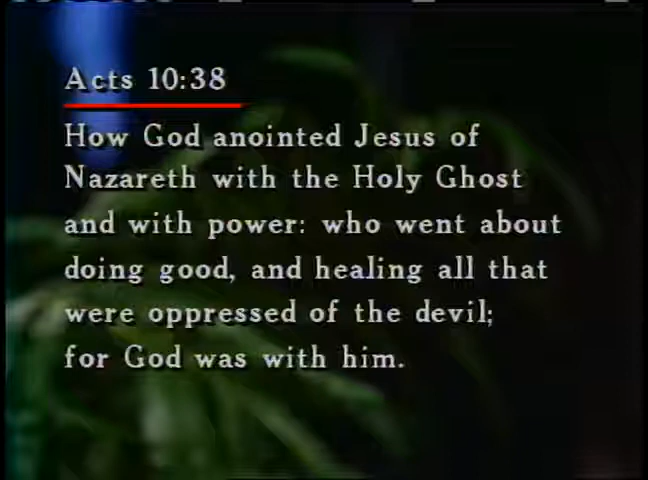 Acts 10:38
How God anointed Jesus of
Nazareth with the Holy Ghost
and with power: who went about
doing good, and healing all that
were oppressed of the devil;
for God was with him.